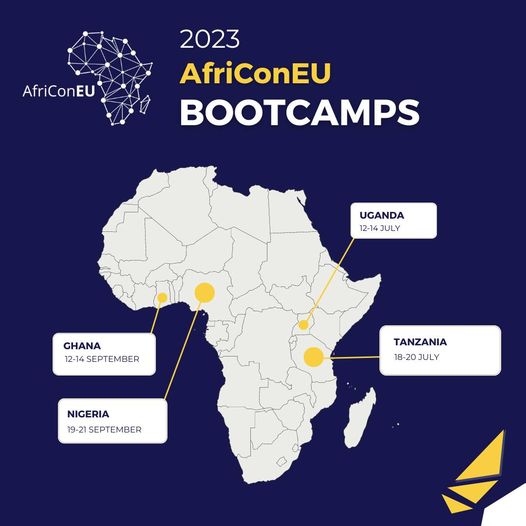 AfriConEU
2023
AfriConEU
BOOTCAMPS
UGANDA
12-14 JULY
TANZANIA
18-20 JULY
GHANA
12-14 SEPTEMBER
NIGERIA
19-21 SEPTEMBER